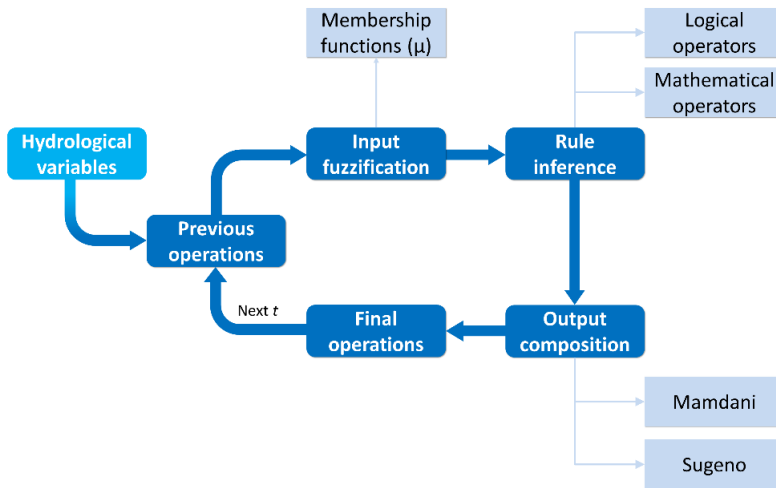 Membership
functions (μ)
Logical
operators
Mathematical
operators
Hydrological
variables
Input
fuzzification
Rule
inference
Previous
operations
Next t
Final
operations
Output
composition
Mamdani
Sugeno